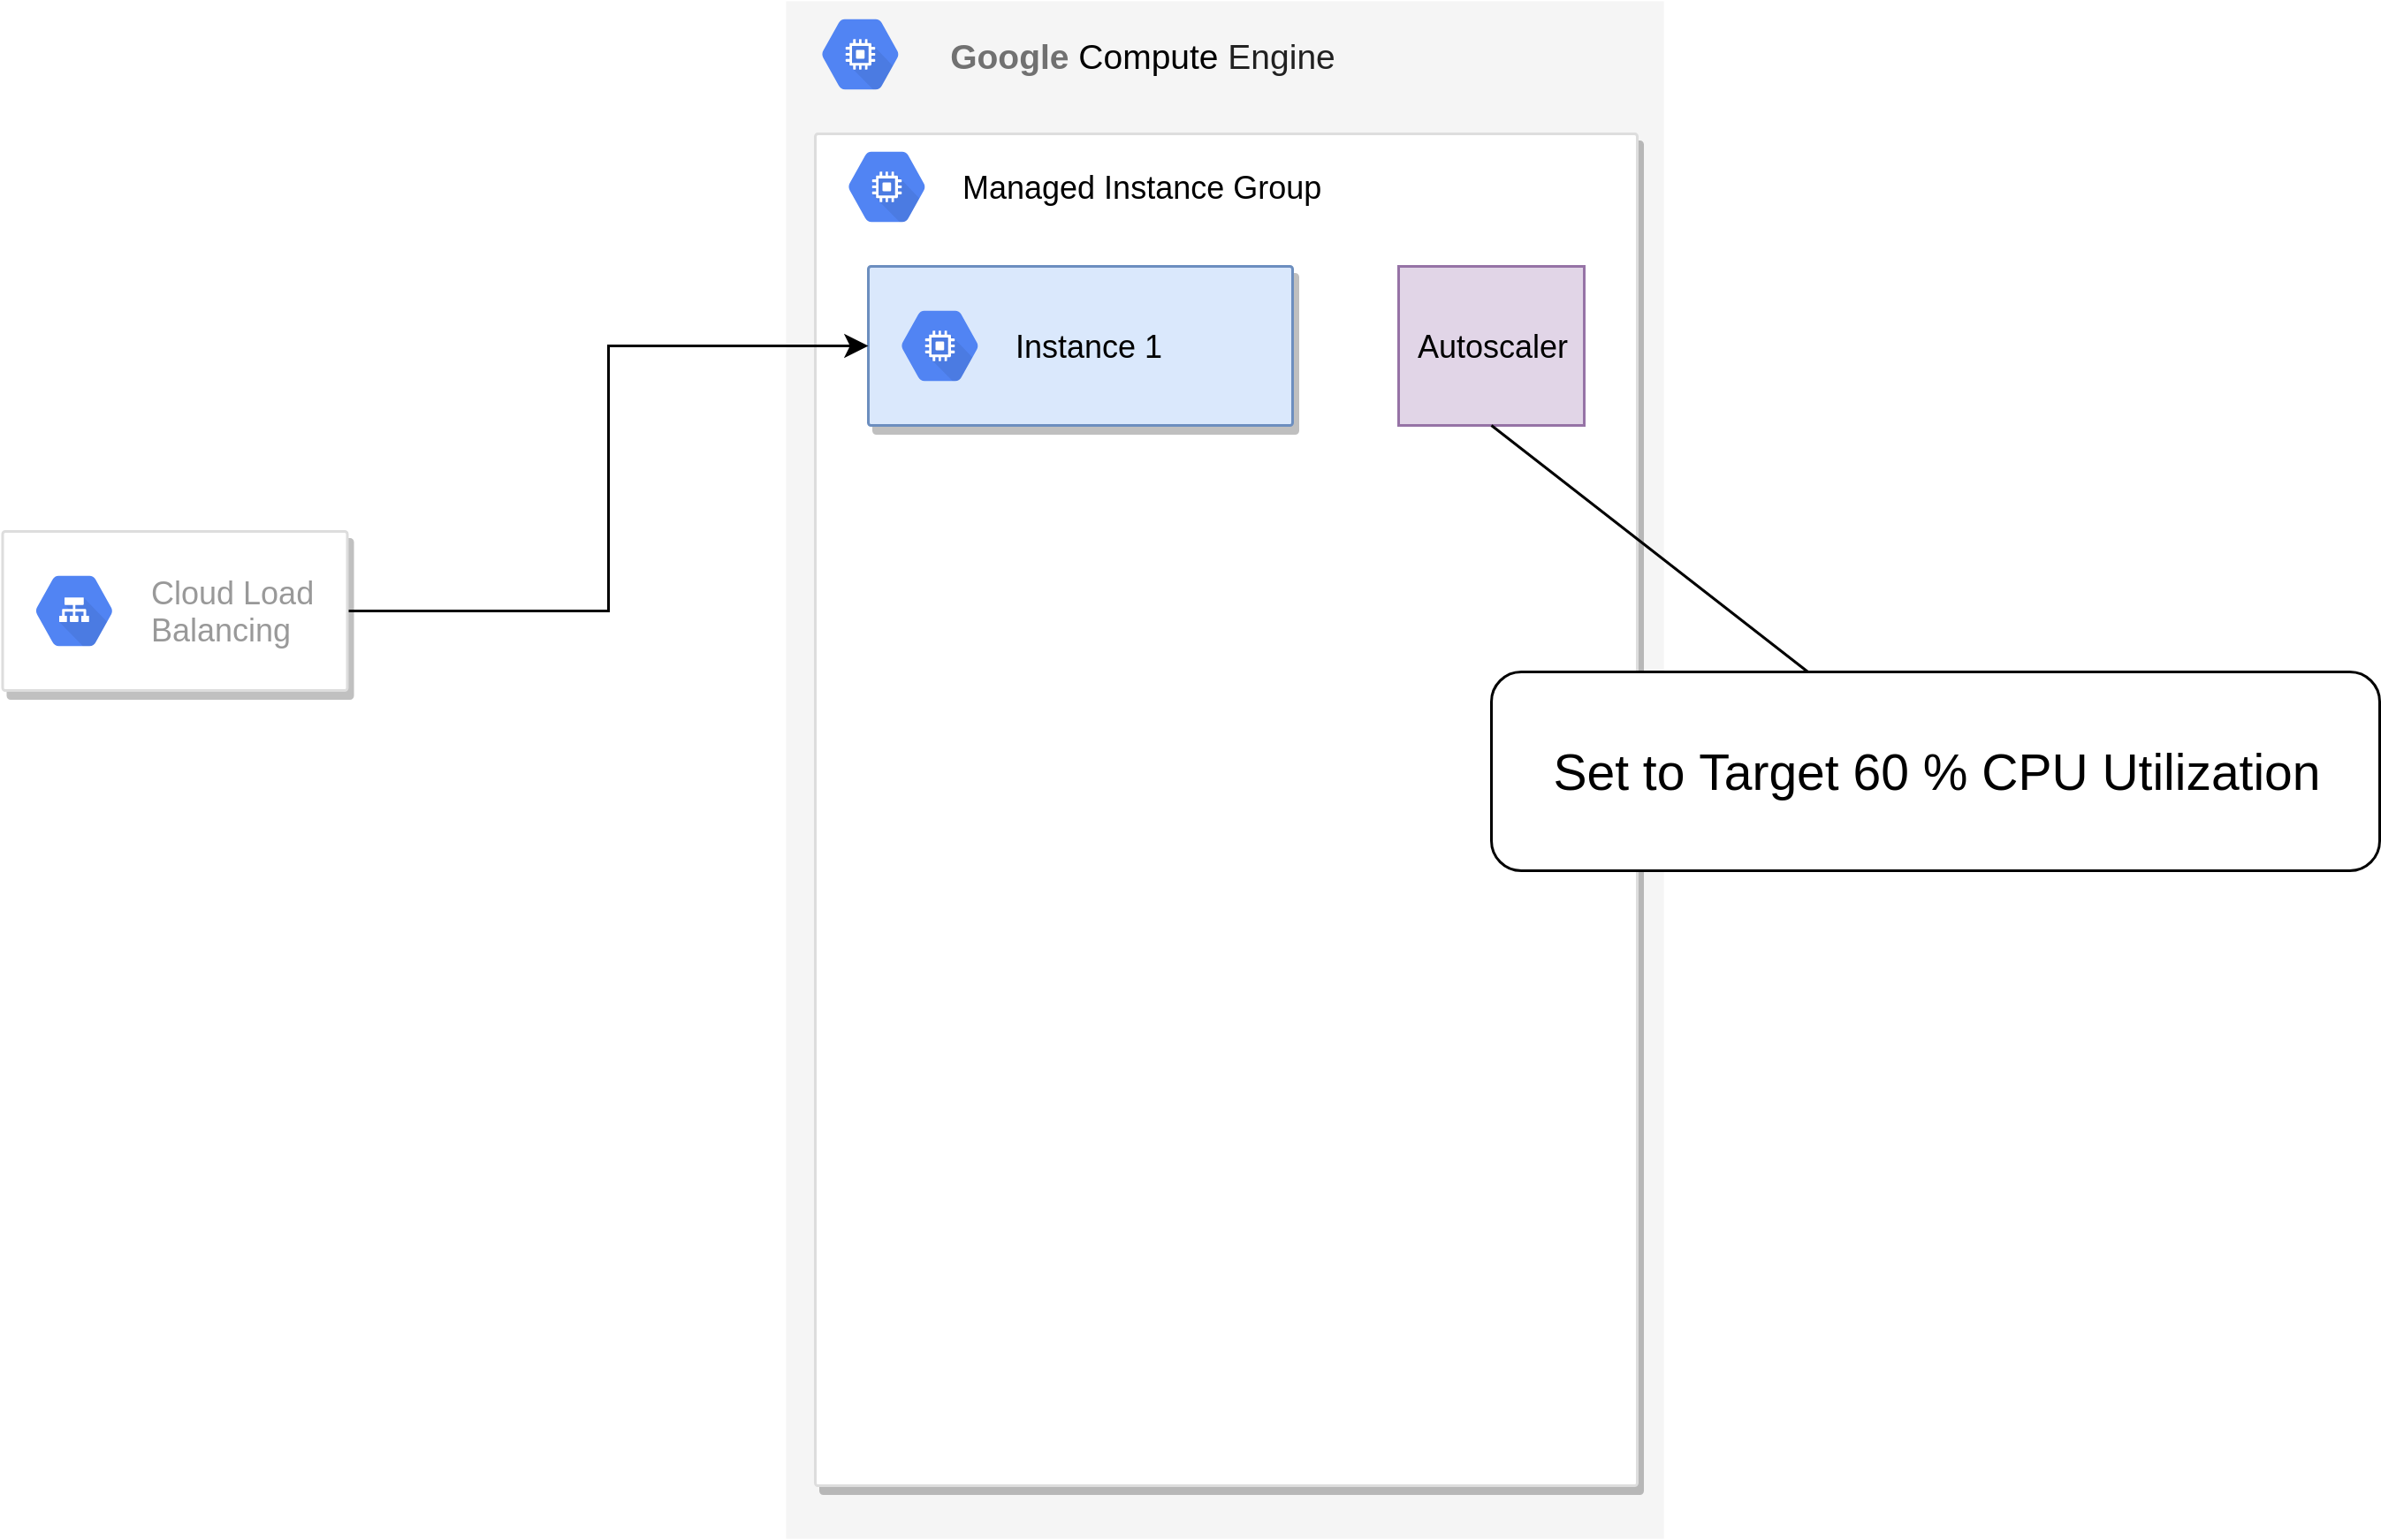 Google Compute Engine
Managed Instance Group
Instance 1
Autoscaler
Cloud Load
Balancing
Set to Target 60 % CPU Utilization